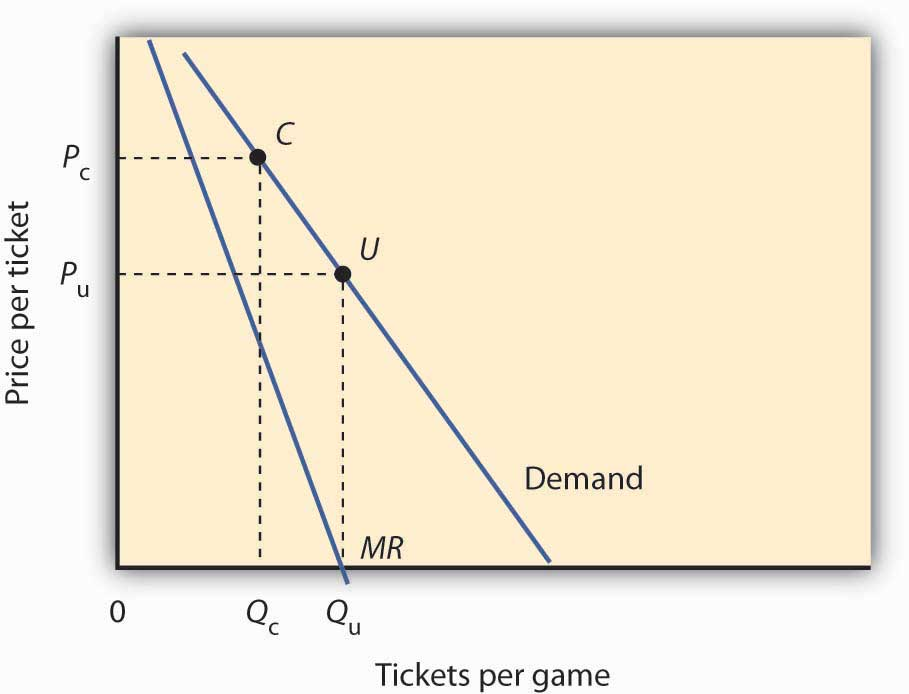 C
Pc
U
Pu
Price per ticket
Demand
MR
0 Qc Qu
Tickets per game